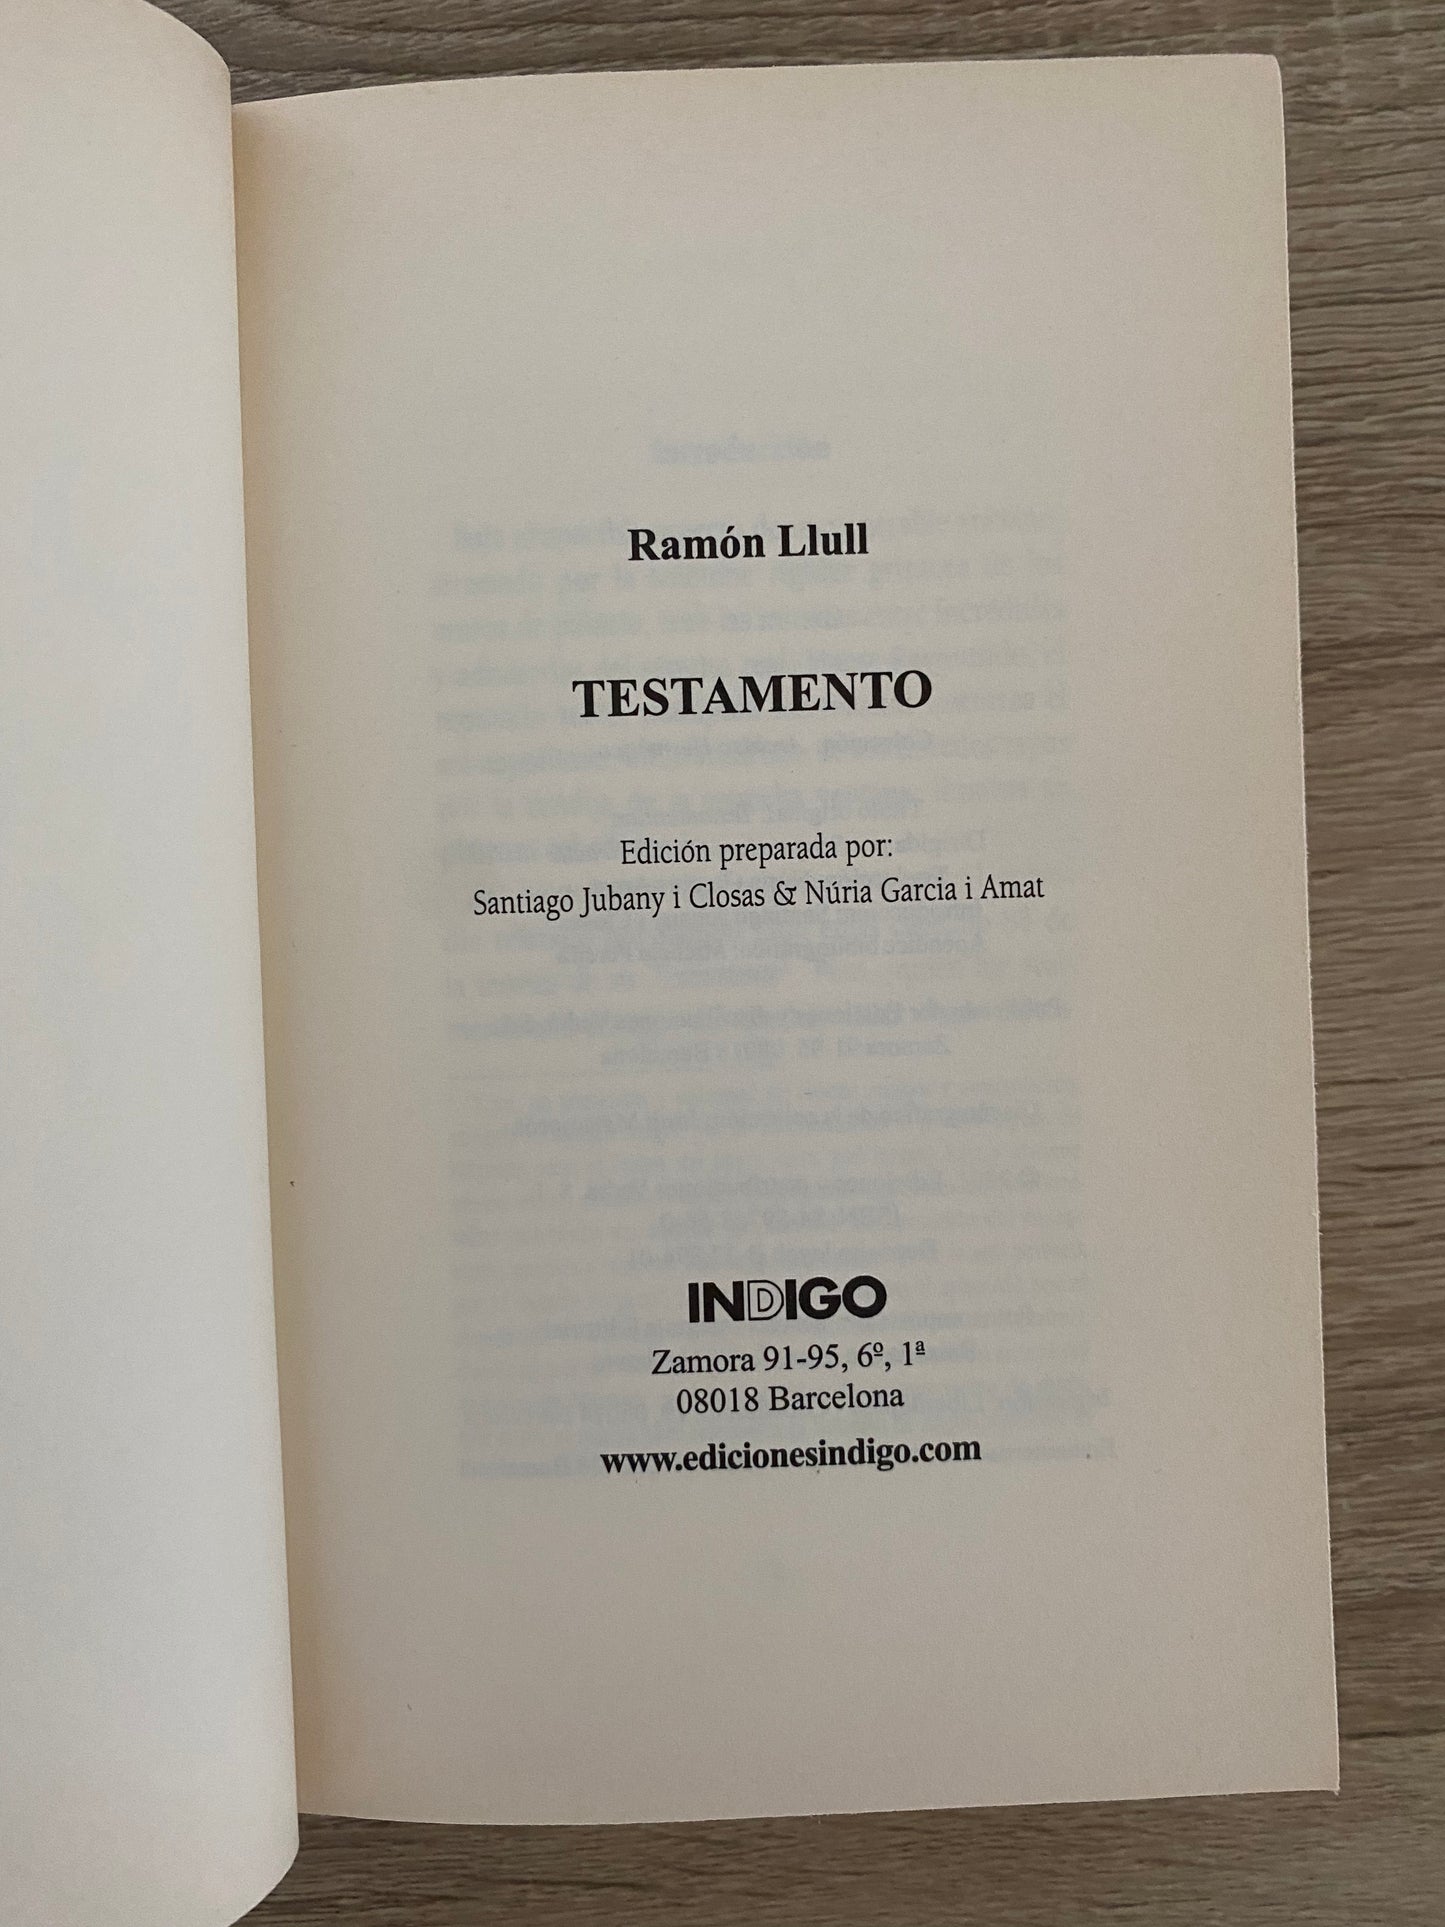 Ramón Llull
TESTAMENTO
Edición preparada por:
Santiago Jubany i Closas & Núria Garcia i Amat
INDIGO
Zamora 91-95, 6º, 1ª
08018 Barcelona
www.edicionesindigo.com